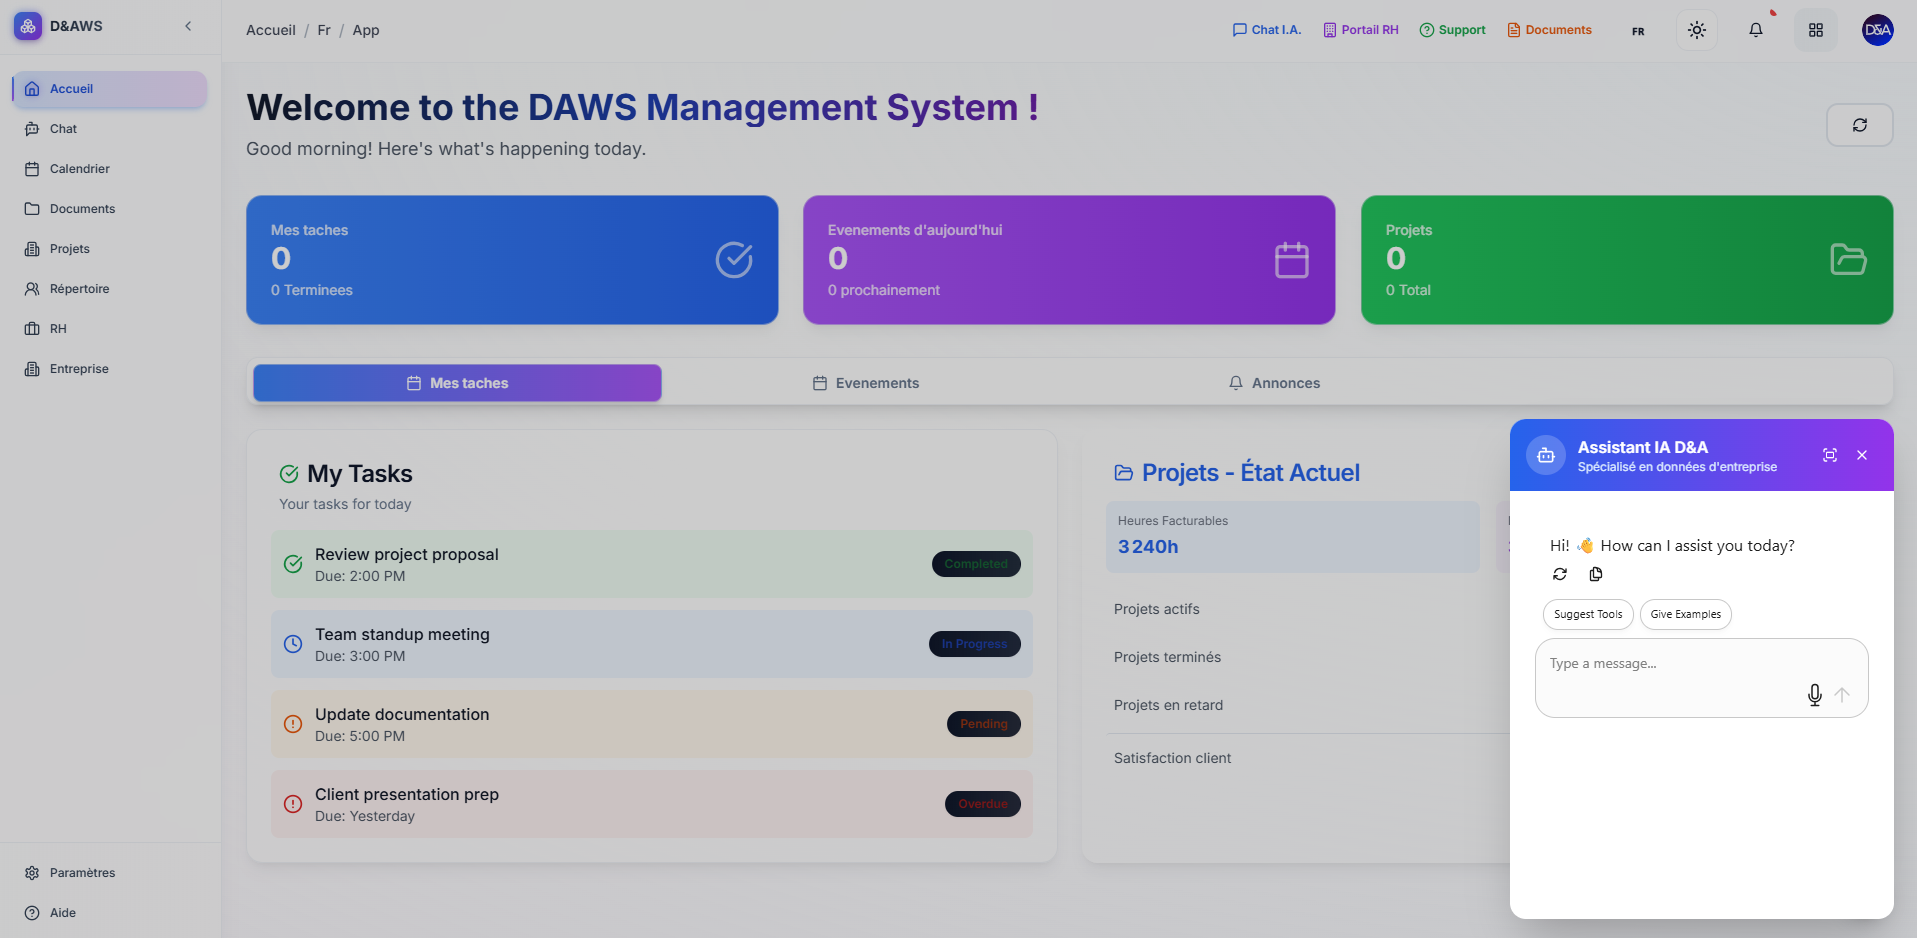 D&AWS
Accueil / Fr / App
Chat I.A.
Portail RH
Support
Documents
FR
D&A
Accueil
Chat
Calendrier
Documents
Projets
Répertoire
RH
Entreprise
Paramètres
Aide
Welcome to the DAWS Management System !
Good morning! Here's what's happening today.
Mes taches
0
0 Terminees
Evenements d'aujourd'hui
0
0 prochainement
Projets
0
0 Total
Mes taches
Evenements
Annonces
My Tasks
Your tasks for today
Review project proposal
Due: 2:00 PM
Completed
Team standup meeting
Due: 3:00 PM
In Progress
Update documentation
Due: 5:00 PM
Pending
Client presentation prep
Due: Yesterday
Overdue
Projets - État Actuel
Heures Facturables
3 240h
Projets actifs
Projets terminés
Projets en retard
Satisfaction client
Assistant IA D&A
Spécialisé en données d'entreprise
Hi! 👋 How can I assist you today?
Suggest Tools
Give Examples
Type a message...